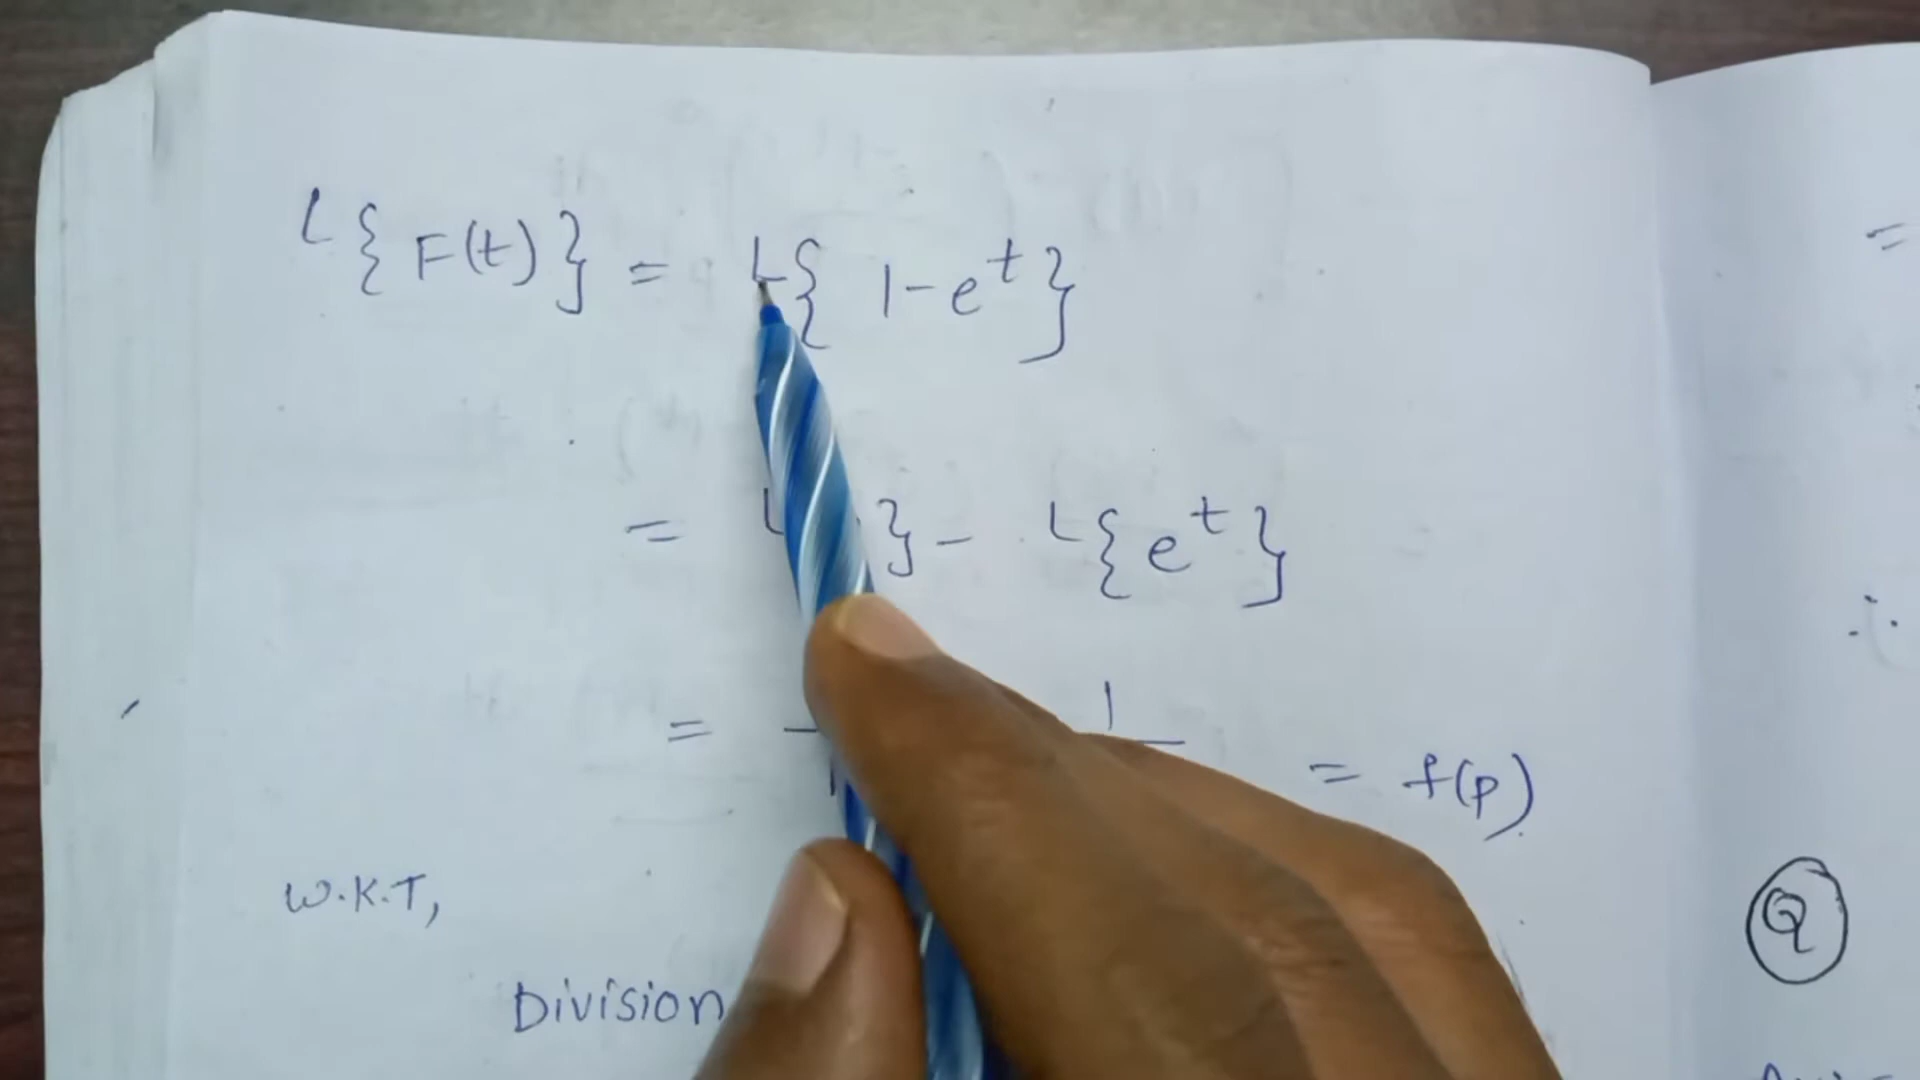 L{ F(t) } = L{ 1-e^t }
= L } - L{ e^t }
= 1 = f(p)
W.K.T,
Division
=
∴
Q